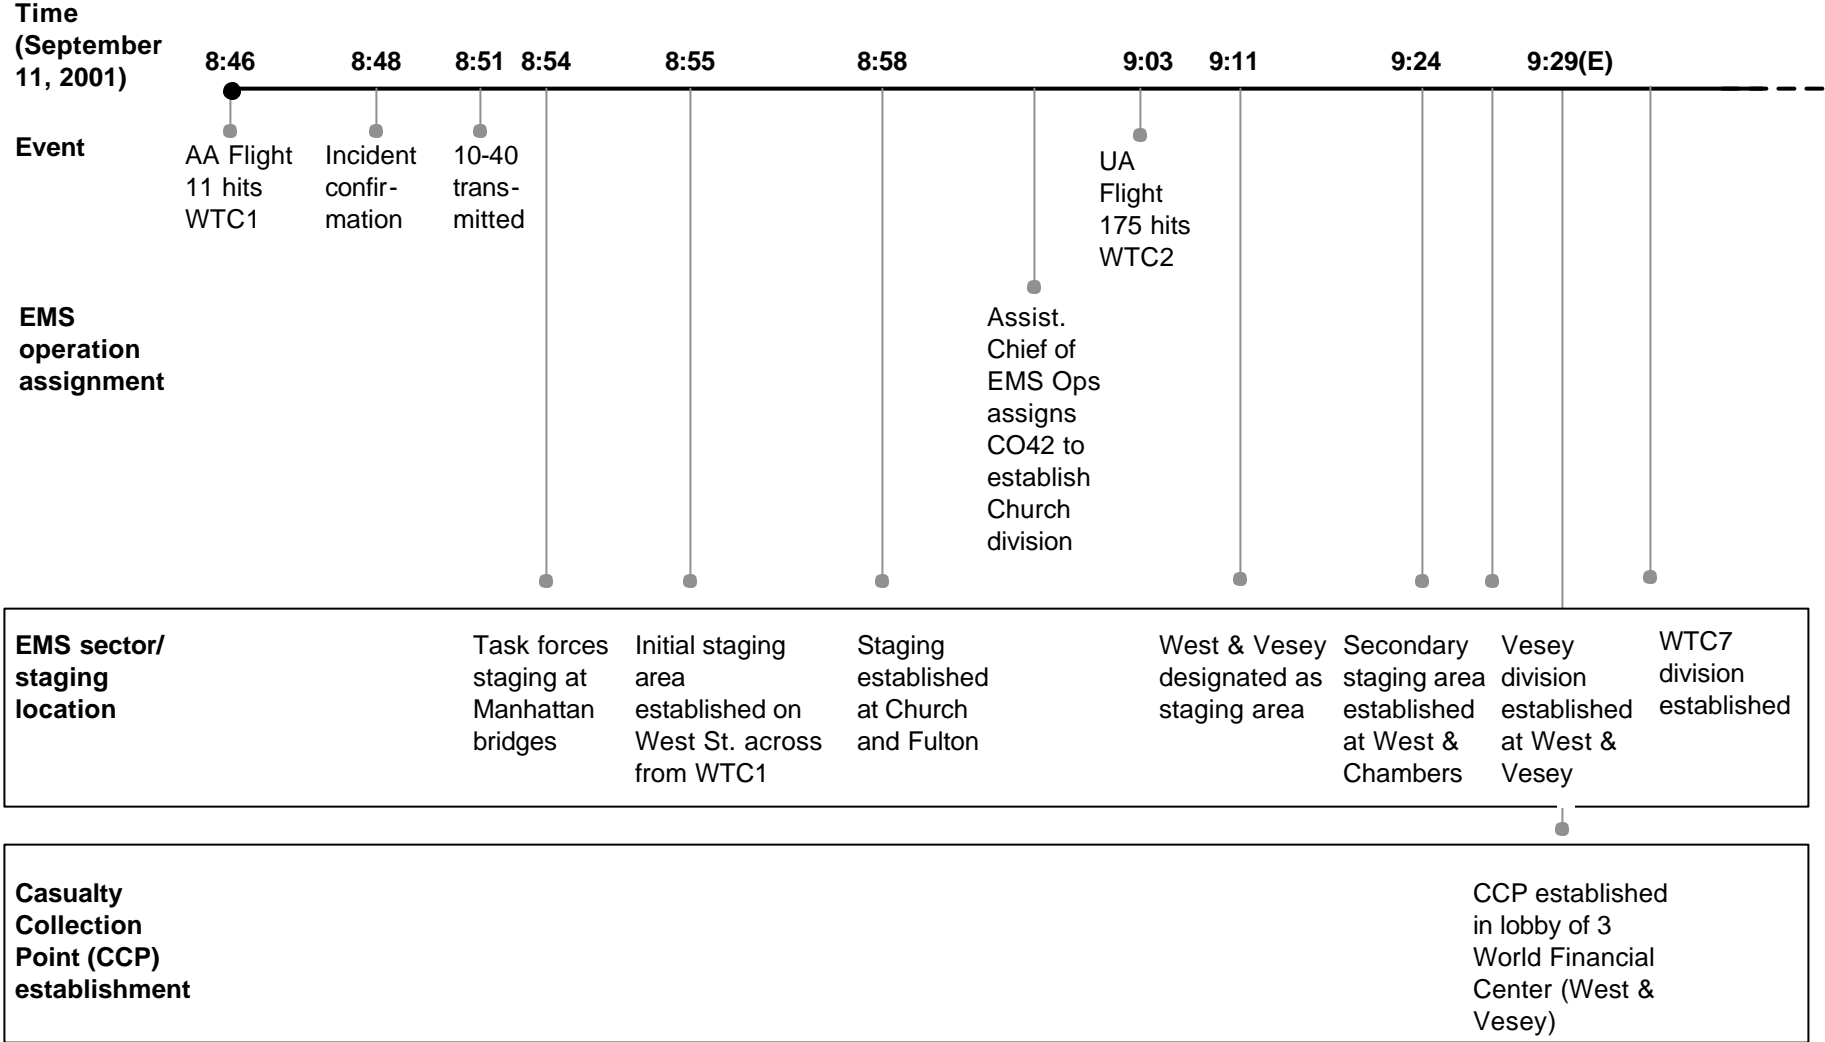 Time
(September
11, 2001)
8:46 8:48 8:51 8:54 8:55 8:58 9:03 9:11 9:24 9:29(E)
Event
AA Flight
11 hits
WTC1
Incident
confir-
mation
10-40
trans-
mitted
UA
Flight
175 hits
WTC2
EMS
operation
assignment
Assist.
Chief of
EMS Ops
assigns
CO42 to
establish
Church
division
EMS sector/
staging
location
Task forces
staging at
Manhattan
bridges
Initial staging
area
established on
West St. across
from WTC1
Staging
established
at Church
and Fulton
West & Vesey
designated as
staging area
Secondary
staging area
established
at West &
Chambers
Vesey
division
established
at West &
Vesey
WTC7
division
established
Casualty
Collection
Point (CCP)
establishment
CCP established
in lobby of 3
World Financial
Center (West &
Vesey)